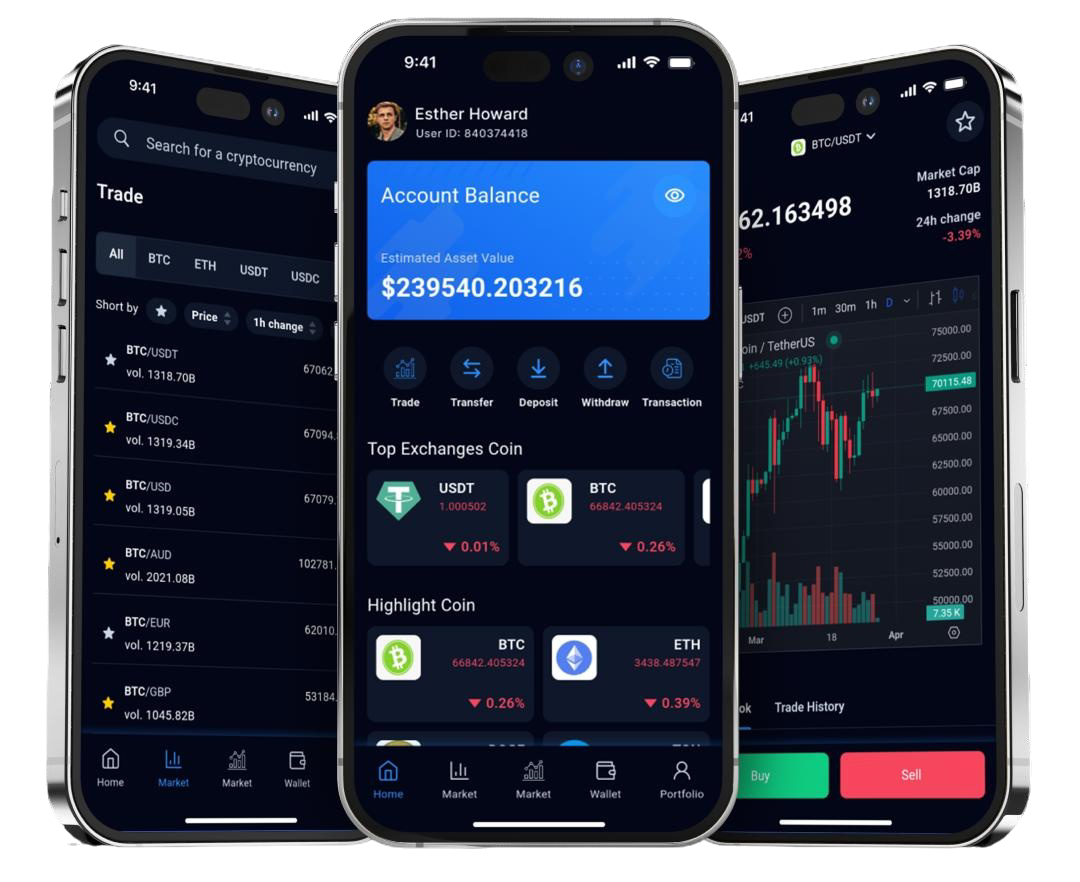 9:41
Search for a cryptocurrency
Trade
All BTC ETH USDT USDC
Short by Price 1h change
BTC/USDT
vol. 1318.70B
67062.
BTC/USDC
vol. 1319.34B
67094.
BTC/USD
vol. 1319.05B
67079.
BTC/AUD
vol. 2021.08B
102781.
BTC/EUR
vol. 1219.37B
62010.
BTC/GBP
vol. 1045.82B
53184.
Home Market Market Wallet
9:41
Esther Howard
User ID: 840374418
Account Balance
Estimated Asset Value
$239540.203216
Trade Transfer Deposit Withdraw Transaction
Top Exchanges Coin
USDT
1.000502
0.01%
BTC
66842.405324
0.26%
Highlight Coin
BTC
66842.405324
0.26%
ETH
3438.487547
0.39%
Home Market Market Wallet Portfolio
41
BTC/USDT
Market Cap
1318.70B
62.163498
24h change
-3.39%
2%
USDT 1m 30m 1h D
oin / TetherUS
+645.49 (+0.93%)
75000.00
72500.00
70115.48
67500.00
65000.00
62500.00
60000.00
57500.00
55000.00
52500.00
50000.00
7.35 K
Mar 18 Apr
ok Trade History
Buy Sell